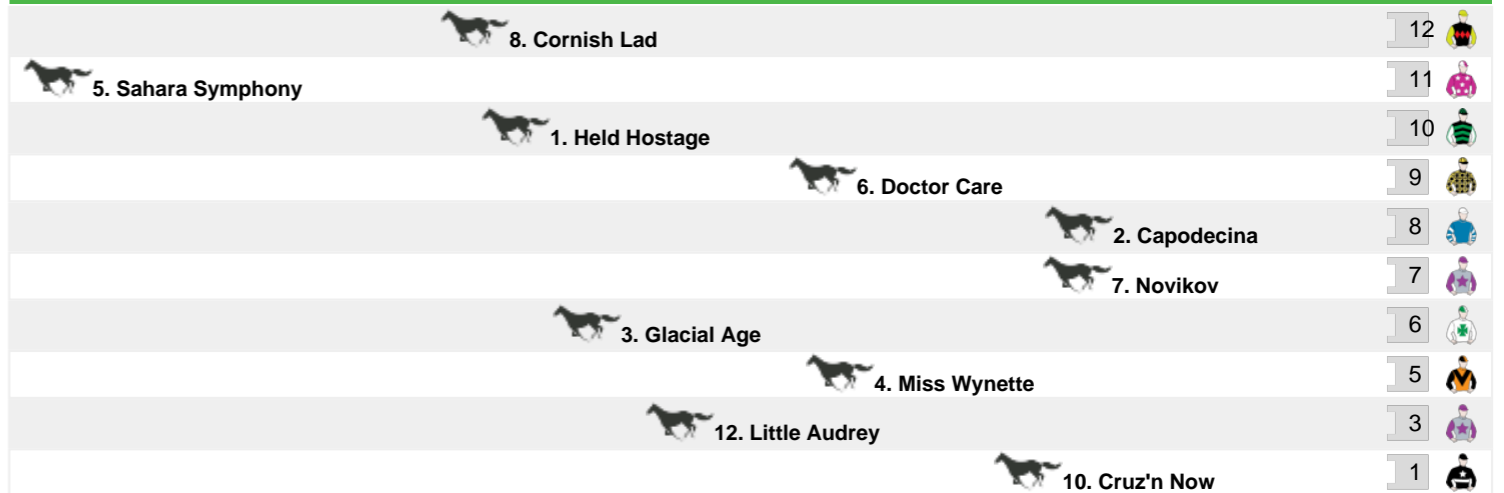 8. Cornish Lad 12
5. Sahara Symphony 11
1. Held Hostage 10
6. Doctor Care 9
2. Capodecina 8
7. Novikov 7
3. Glacial Age 6
4. Miss Wynette 5
12. Little Audrey 3
10. Cruz'n Now 1